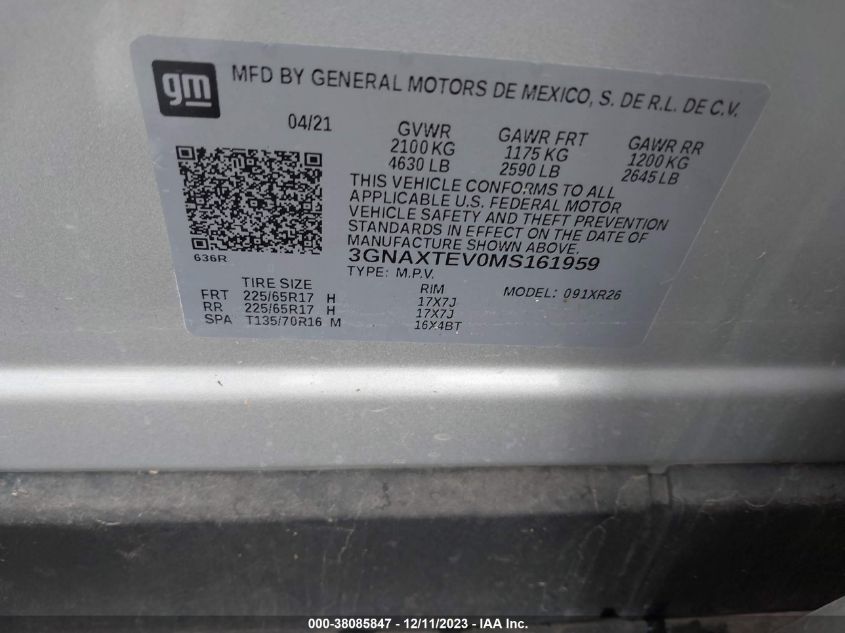 gm
MFD BY GENERAL MOTORS DE MEXICO, S. DE R.L. DE C.V.
04/21 GVWR GAWR FRT GAWR RR
2100 KG 1175 KG 1200 KG
4630 LB 2590 LB 2645 LB
THIS VEHICLE CONFORMS TO ALL
APPLICABLE U.S. FEDERAL MOTOR
VEHICLE SAFETY AND THEFT PREVENTION
STANDARDS IN EFFECT ON THE DATE OF
MANUFACTURE SHOWN ABOVE.
636R 3GNAXTEV0MS161959
TYPE: M.P.V.
TIRE SIZE RIM MODEL: 091XR26
FRT 225/65R17 H 17X7J
RR 225/65R17 H 17X7J
SPA T135/70R16 M 16X4BT
000-38085847 - 12/11/2023 - IAA Inc.